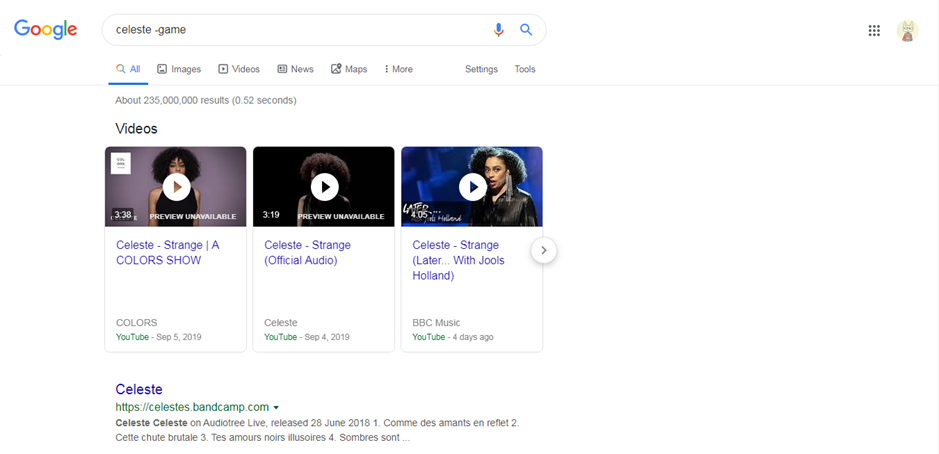 Google
celeste -game
All Images Videos News Maps More Settings Tools
About 235,000,000 results (0.52 seconds)
Videos
3:38 PREVIEW UNAVAILABLE
3:19 PREVIEW UNAVAILABLE
LATER...
with Jools Holland
4:05
Celeste - Strange | A
COLORS SHOW
COLORS
YouTube - Sep 5, 2019
Celeste - Strange
(Official Audio)
Celeste
YouTube - Sep 4, 2019
Celeste - Strange
(Later... With Jools
Holland)
BBC Music
YouTube - 4 days ago
Celeste
https://celestes.bandcamp.com
Celeste Celeste on Audiotree Live, released 28 June 2018 1. Comme des amants en reflet 2.
Cette chute brutale 3. Tes amours noirs illusoires 4. Sombres sont ...